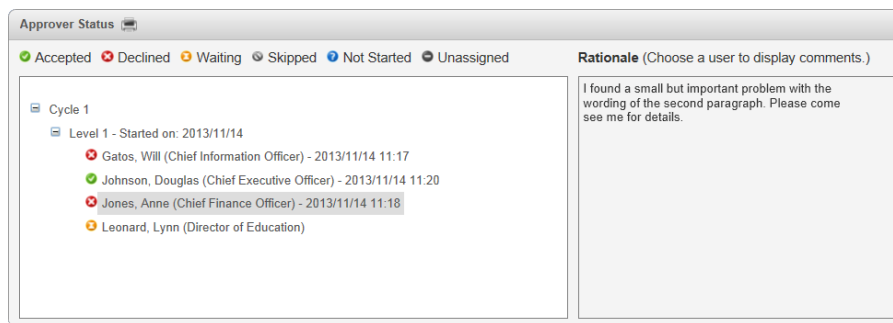 Approver Status
Accepted Declined Waiting Skipped Not Started Unassigned
Rationale (Choose a user to display comments.)
Cycle 1
Level 1 - Started on: 2013/11/14
Gatos, Will (Chief Information Officer) - 2013/11/14 11:17
Johnson, Douglas (Chief Executive Officer) - 2013/11/14 11:20
Jones, Anne (Chief Finance Officer) - 2013/11/14 11:18
Leonard, Lynn (Director of Education)
I found a small but important problem with the
wording of the second paragraph. Please come
see me for details.